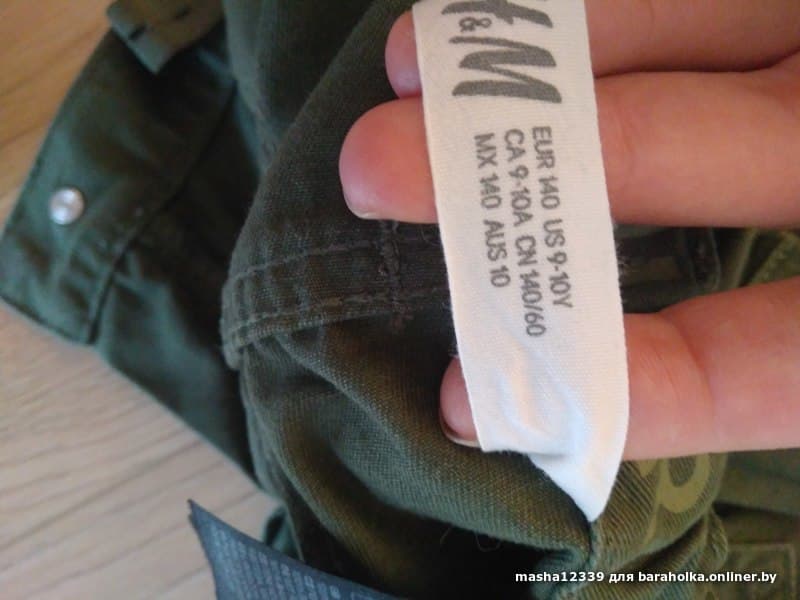 H&M
EUR 140 US 9-10Y
CA 9-10A CN 140/60
MX 140 AUS 10
masha12339 для baraholka.onliner.by